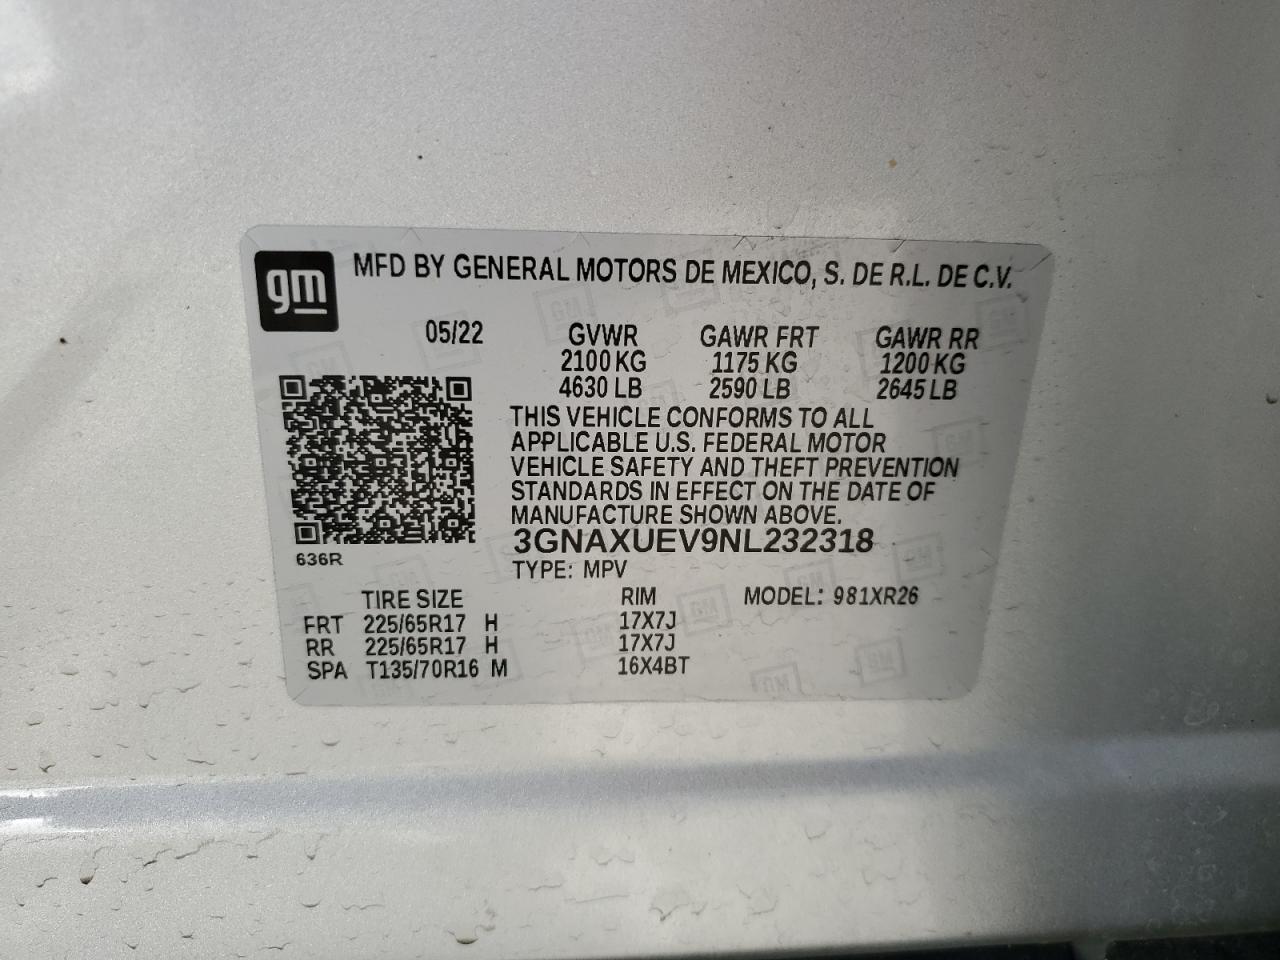 gm MFD BY GENERAL MOTORS DE MEXICO, S. DE R.L. DE C.V.
05/22 GVWR GAWR FRT GAWR RR
2100 KG 1175 KG 1200 KG
4630 LB 2590 LB 2645 LB
THIS VEHICLE CONFORMS TO ALL
APPLICABLE U.S. FEDERAL MOTOR
VEHICLE SAFETY AND THEFT PREVENTION
STANDARDS IN EFFECT ON THE DATE OF
MANUFACTURE SHOWN ABOVE.
3GNAXUEV9NL232318
636R
TYPE: MPV
TIRE SIZE RIM MODEL: 981XR26
FRT 225/65R17 H 17X7J
RR 225/65R17 H 17X7J
SPA T135/70R16 M 16X4BT